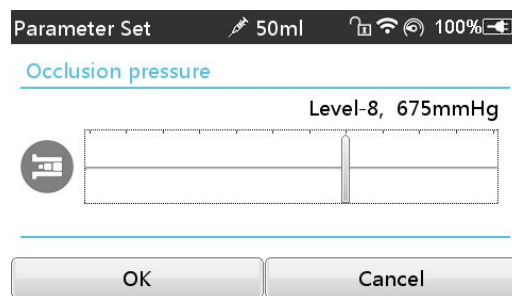 Parameter Set 50ml 100%
Occlusion pressure
Level-8, 675mmHg
OK Cancel